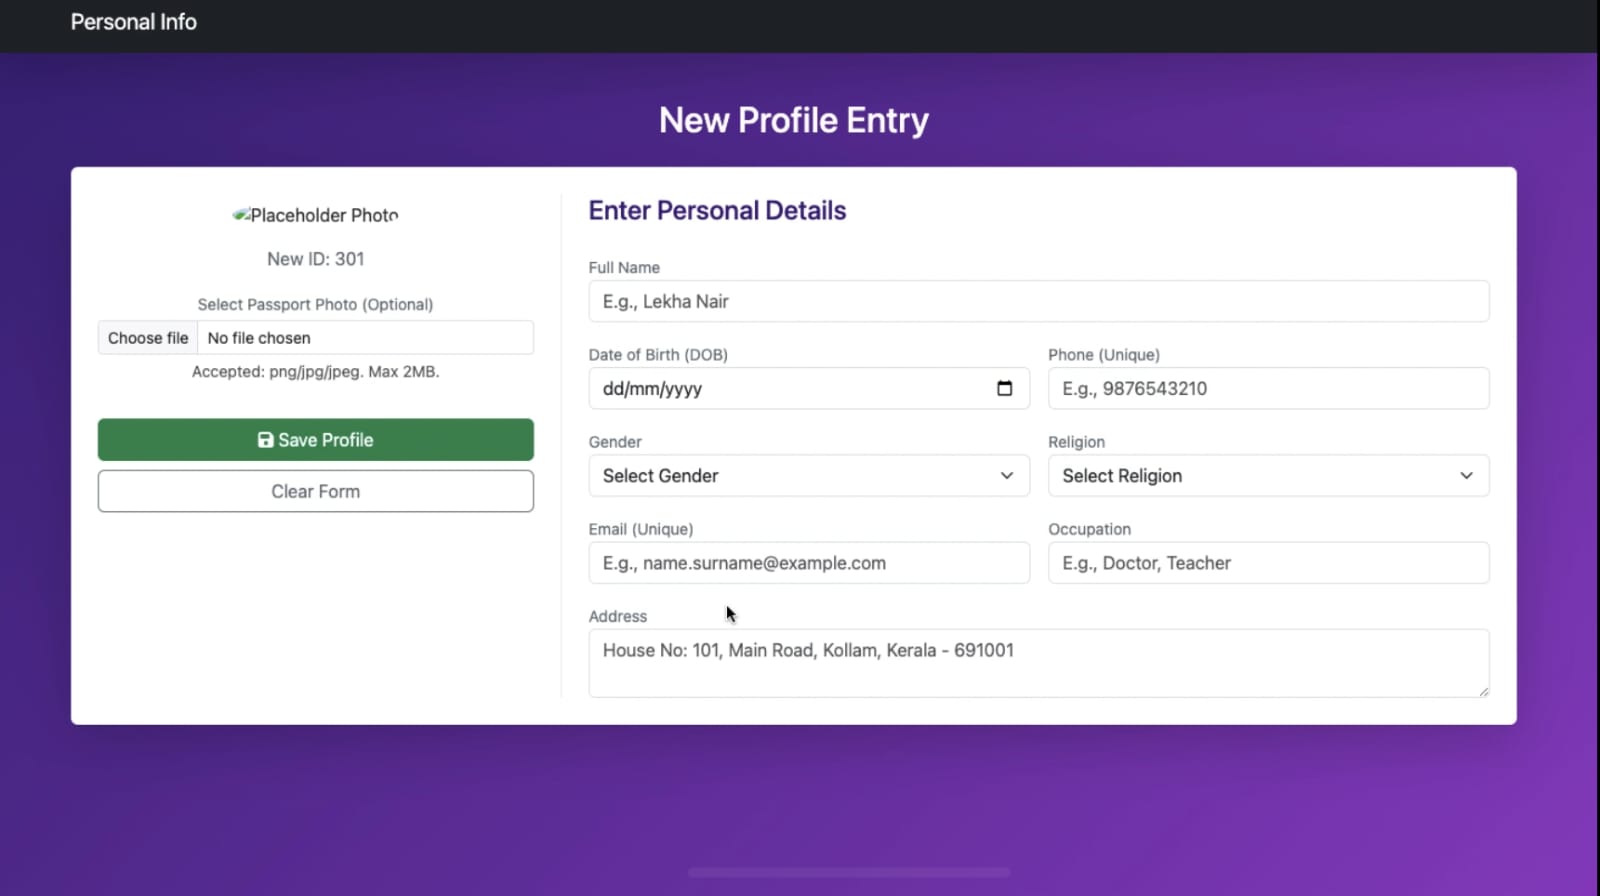 Personal Info
New Profile Entry
Placeholder Photo
New ID: 301
Select Passport Photo (Optional)
Choose file No file chosen
Accepted: png/jpg/jpeg. Max 2MB.
Save Profile
Clear Form
Enter Personal Details
Full Name
E.g., Lekha Nair
Date of Birth (DOB)
dd/mm/yyyy
Phone (Unique)
E.g., 9876543210
Gender
Select Gender
Religion
Select Religion
Email (Unique)
E.g., name.surname@example.com
Occupation
E.g., Doctor, Teacher
Address
House No: 101, Main Road, Kollam, Kerala - 691001